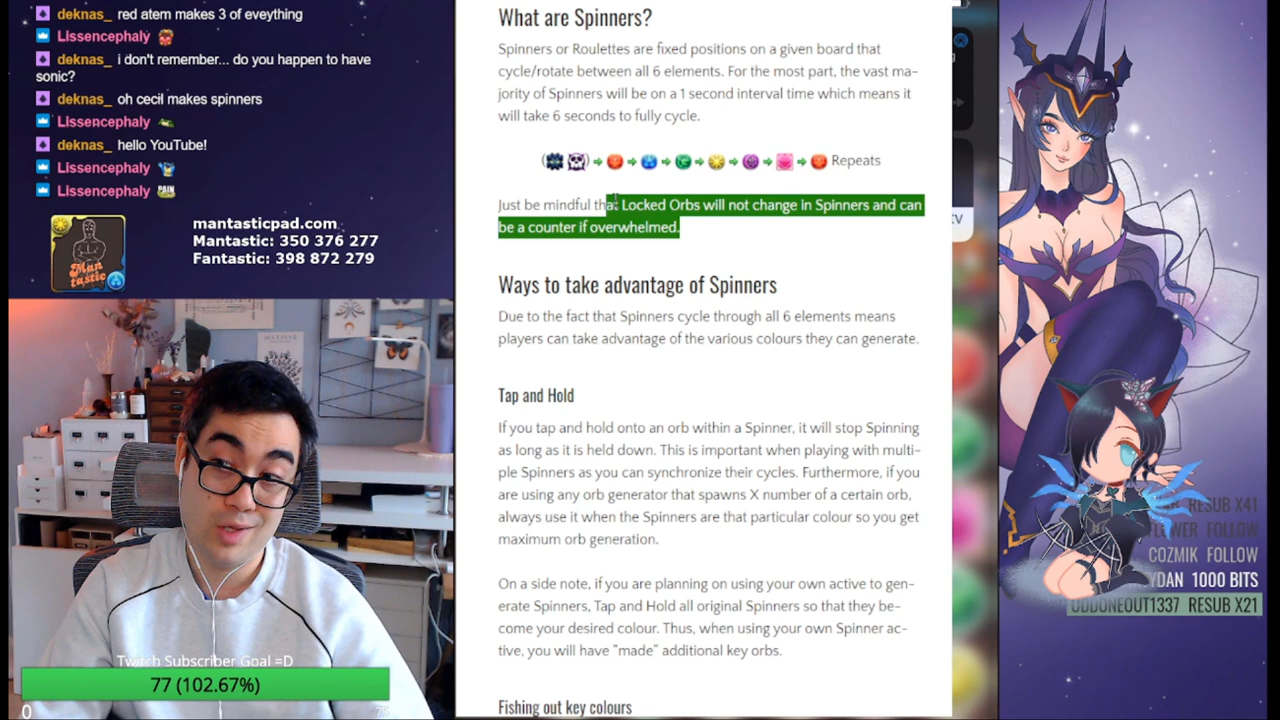 deknas_ red atem makes 3 of eveything
Lissencephaly
deknas_ i don't remember... do you happen to have
sonic?
deknas_ oh cecil makes spinners
Lissencephaly
deknas_ hello YouTube!
Lissencephaly
Lissencephaly PAIN
Man
tastic
mantasticpad.com
Mantastic: 350 376 277
Fantastic: 398 872 279
Twitch Subscriber Goal =D
77 (102.67%)
0
What are Spinners?
Spinners or Roulettes are fixed positions on a given board that
cycle/rotate between all 6 elements. For the most part, the vast ma-
jority of Spinners will be on a 1 second interval time which means it
will take 6 seconds to fully cycle.
Repeats
Just be mindful that Locked Orbs will not change in Spinners and can
be a counter if overwhelmed.
Ways to take advantage of Spinners
Due to the fact that Spinners cycle through all 6 elements means
players can take advantage of the various colours they can generate.
Tap and Hold
If you tap and hold onto an orb within a Spinner, it will stop Spinning
as long as it is held down. This is important when playing with multi-
ple Spinners as you can synchronize their cycles. Furthermore, if you
are using any orb generator that spawns X number of a certain orb,
always use it when the Spinners are that particular colour so you get
maximum orb generation.
On a side note, if you are planning on using your own active to gen-
erate Spinners, Tap and Hold all original Spinners so that they be-
come your desired colour. Thus, when using your own Spinner ac-
tive, you will have "made" additional key orbs.
Fishing out key colours
RESUB X41
FOLLOW
COZMIK FOLLOW
1000 BITS
ODDONEOUT1337 RESUB X21